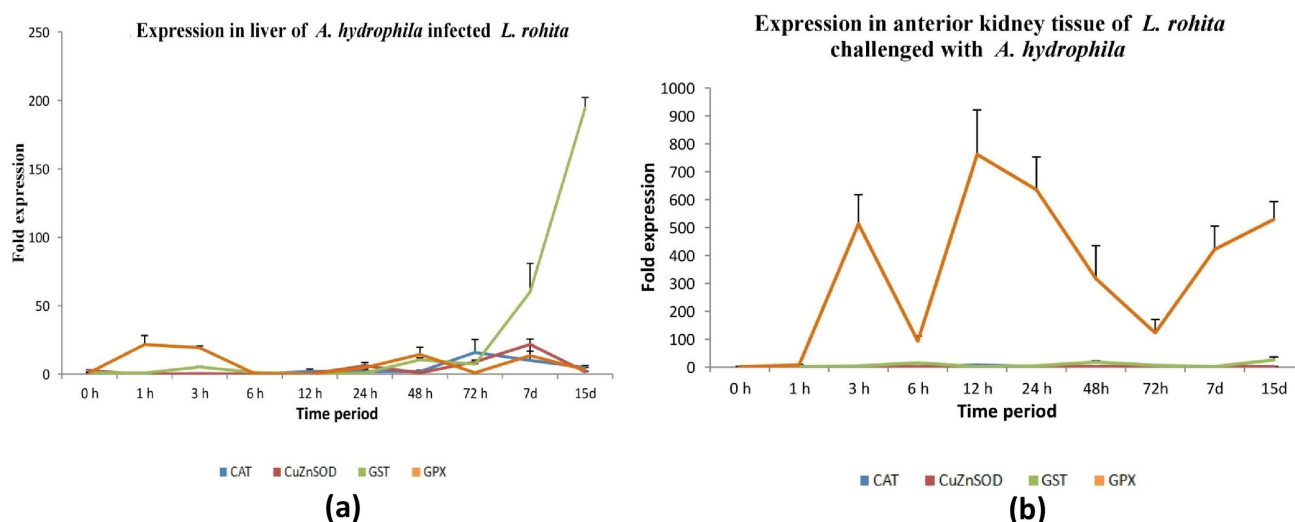 Expression in liver of A. hydrophila infected L. rohita
250
200
150
100
50
0
Fold expression
0 h 1 h 3 h 6 h 12 h 24 h 48 h 72 h 7d 15d
Time period
CAT CuZnSOD GST GPX
(a)
Expression in anterior kidney tissue of L. rohita
challenged with A. hydrophila
1000
900
800
700
600
500
400
300
200
100
0
Fold expression
0 h 1 h 3 h 6 h 12 h 24 h 48h 72h 7d 15d
Time period
CAT CuZnSOD GST GPX
(b)